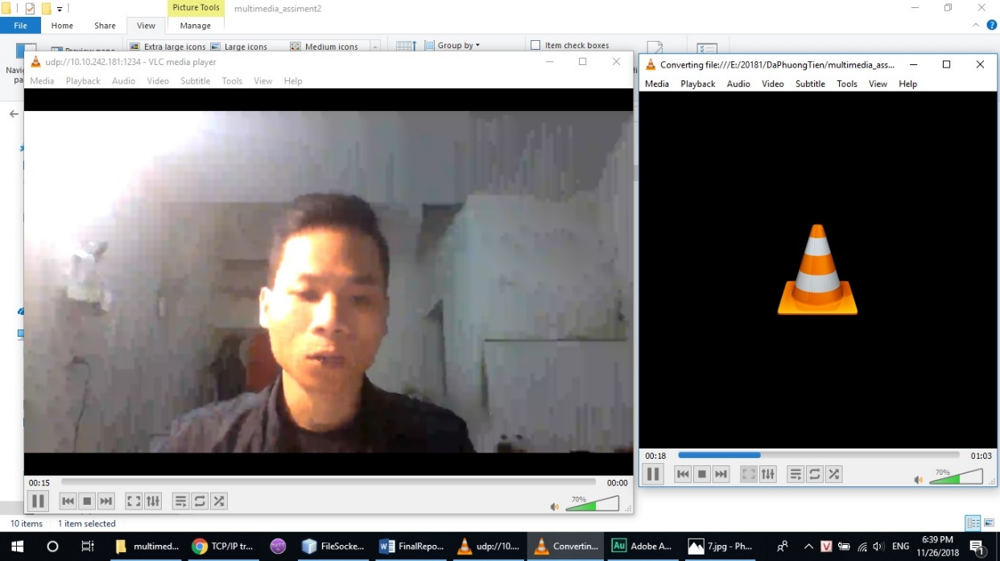 Picture Tools
multimedia_assiment2
File
Home
Share
View
Manage
Extra large icons
Large icons
Medium icons
Group by
Item check boxes
udp://10.10.242.181:1234 - VLC media player
Media Playback Audio Video Subtitle Tools View Help
00:15
00:00
70%
Converting file:///E:/20181/DaPhuongTien/multimedia_ass...
Media Playback Audio Video Subtitle Tools View Help
00:18
01:03
70%
10 items
1 item selected
multimed...
TCP/IP tr...
FileSocke...
FinalRepo...
udp://10....
Convertin...
Au
Adobe A...
7.jpg - Ph...
ENG
6:39 PM
11/26/2018
1